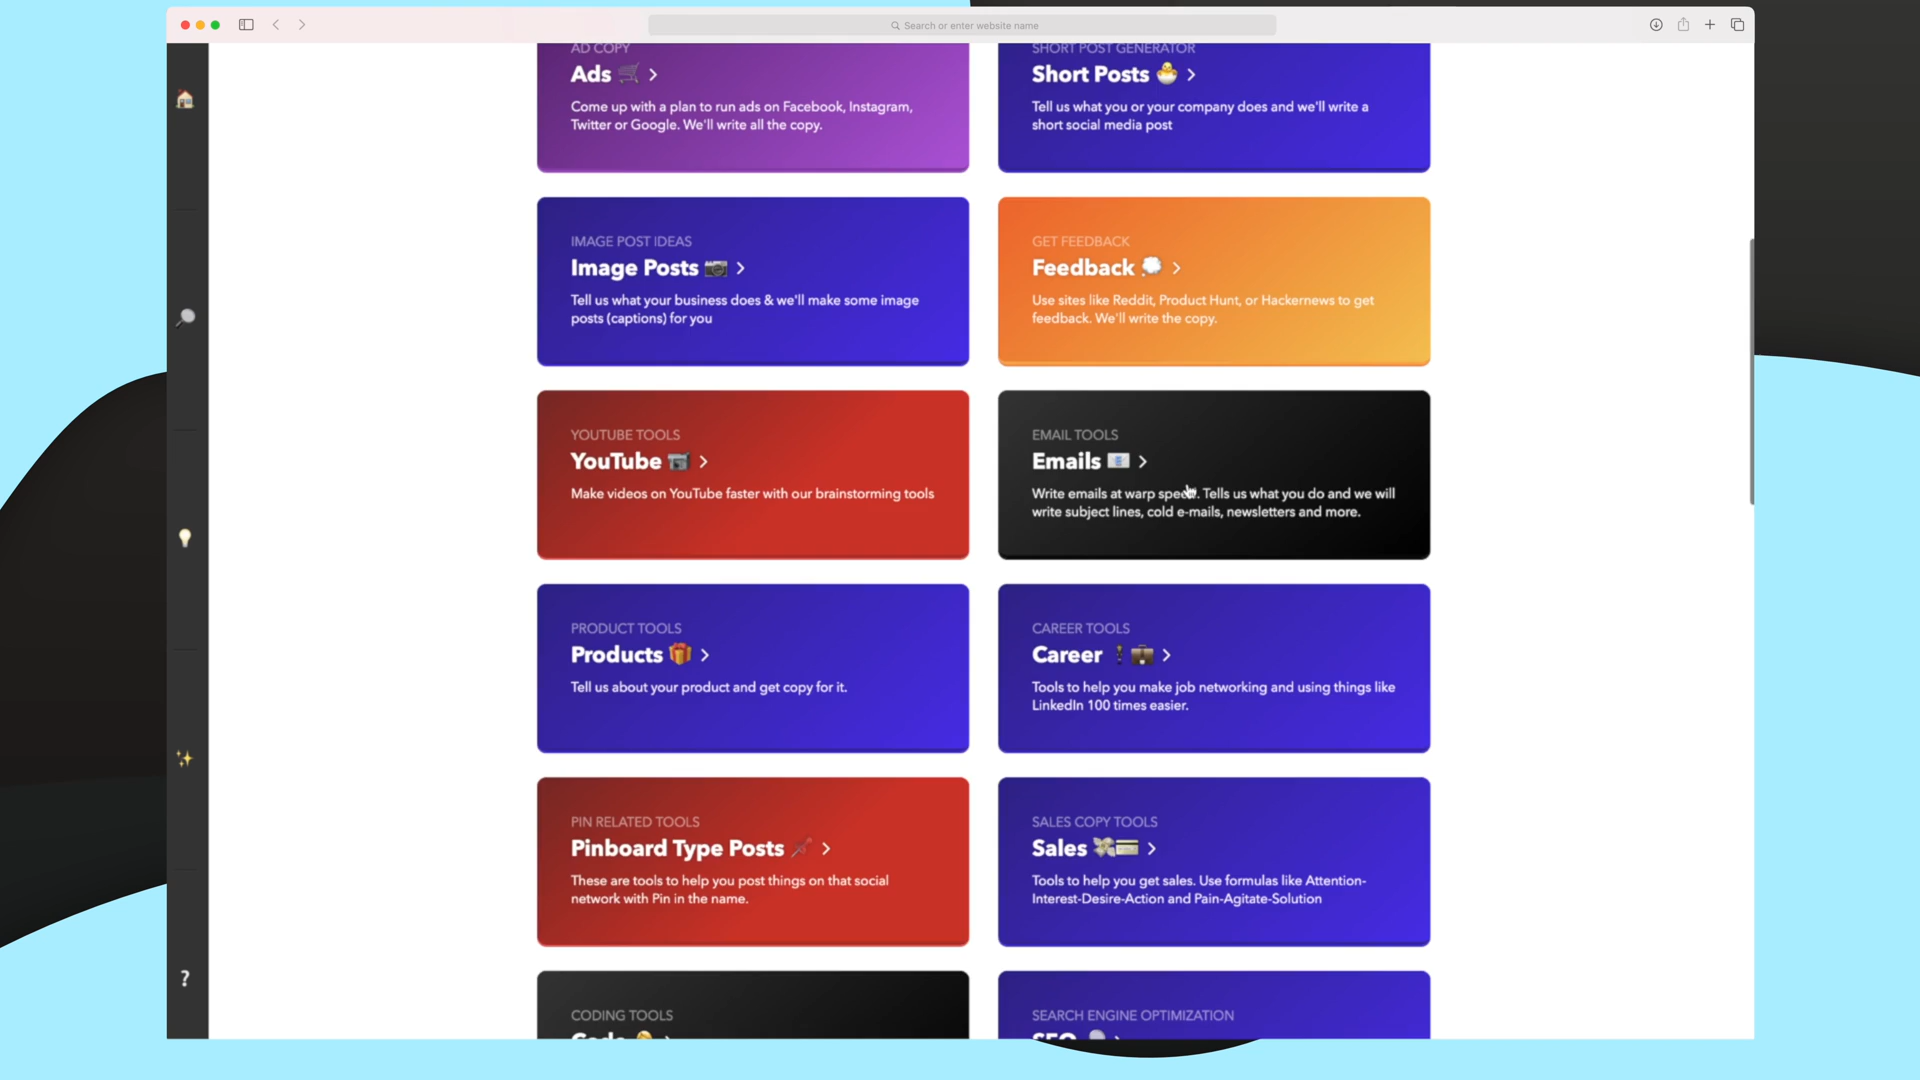 Search or enter website name
AD COPY
Ads
Come up with a plan to run ads on Facebook, Instagram,
Twitter or Google. We'll write all the copy.
SHORT POST GENERATOR
Short Posts
Tell us what you or your company does and we'll write a
short social media post
IMAGE POST IDEAS
Image Posts
Tell us what your business does & we'll make some image
posts (captions) for you
GET FEEDBACK
Feedback
Use sites like Reddit, Product Hunt, or Hackernews to get
feedback. We'll write the copy.
YOUTUBE TOOLS
YouTube
Make videos on YouTube faster with our brainstorming tools
EMAIL TOOLS
Emails
Write emails at warp speed. Tells us what you do and we will
write subject lines, cold e-mails, newsletters and more.
PRODUCT TOOLS
Products
Tell us about your product and get copy for it.
CAREER TOOLS
Career
Tools to help you make job networking and using things like
LinkedIn 100 times easier.
PIN RELATED TOOLS
Pinboard Type Posts
These are tools to help you post things on that social
network with Pin in the name.
SALES COPY TOOLS
Sales
Tools to help you get sales. Use formulas like Attention-
Interest-Desire-Action and Pain-Agitate-Solution
CODING TOOLS
Code
SEARCH ENGINE OPTIMIZATION
SEO
?